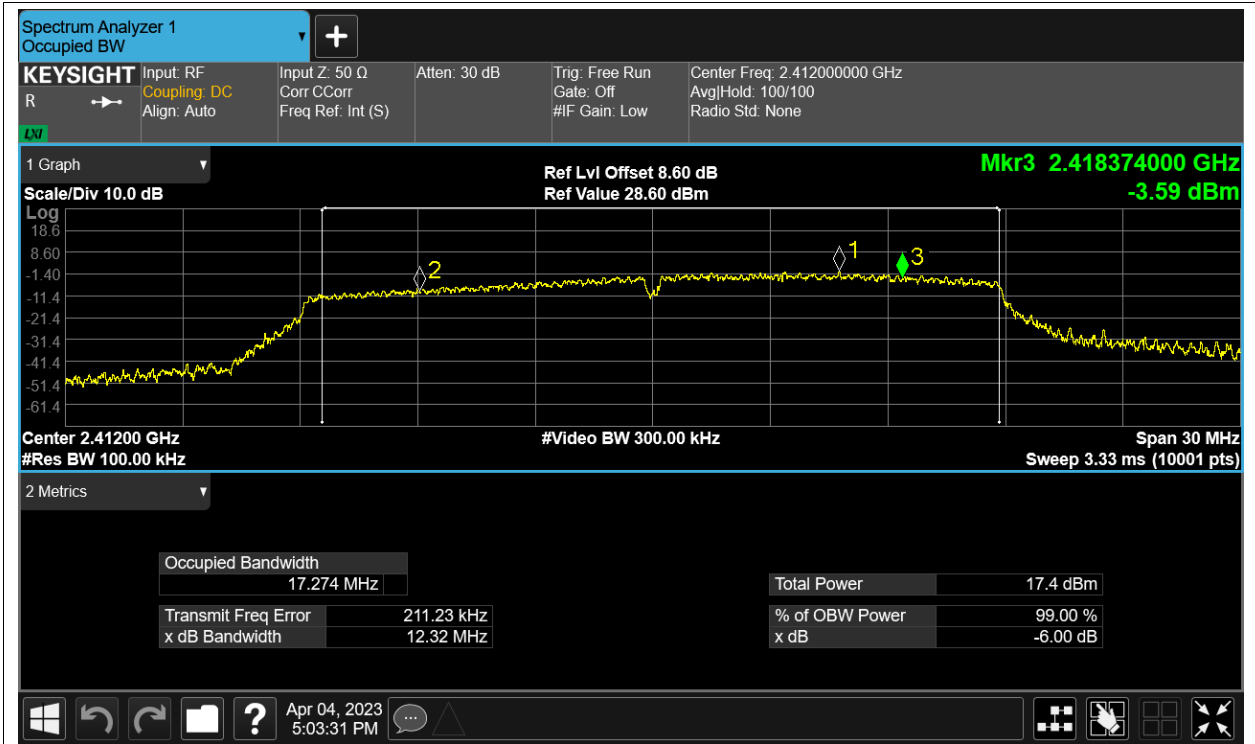 Spectrum Analyzer 1
Occupied BW
KEYSIGHT
R
LXI
Input: RF
Coupling: DC
Align: Auto
Input Z: 50 Ω
Corr CCorr
Freq Ref: Int (S)
Atten: 30 dB
Trig: Free Run
Gate: Off
#IF Gain: Low
Center Freq: 2.412000000 GHz
Avg|Hold: 100/100
Radio Std: None
1 Graph
Scale/Div 10.0 dB
Ref Lvl Offset 8.60 dB
Ref Value 28.60 dBm
Mkr3 2.418374000 GHz
-3.59 dBm
Log
18.6
8.60
-1.40
-11.4
-21.4
-31.4
-41.4
-51.4
-61.4
2
1
3
Center 2.41200 GHz
#Video BW 300.00 kHz
Span 30 MHz
#Res BW 100.00 kHz
Sweep 3.33 ms (10001 pts)
2 Metrics
Occupied Bandwidth
17.274 MHz
Transmit Freq Error 211.23 kHz
x dB Bandwidth 12.32 MHz
Total Power 17.4 dBm
% of OBW Power 99.00 %
x dB -6.00 dB
?
Apr 04, 2023
5:03:31 PM